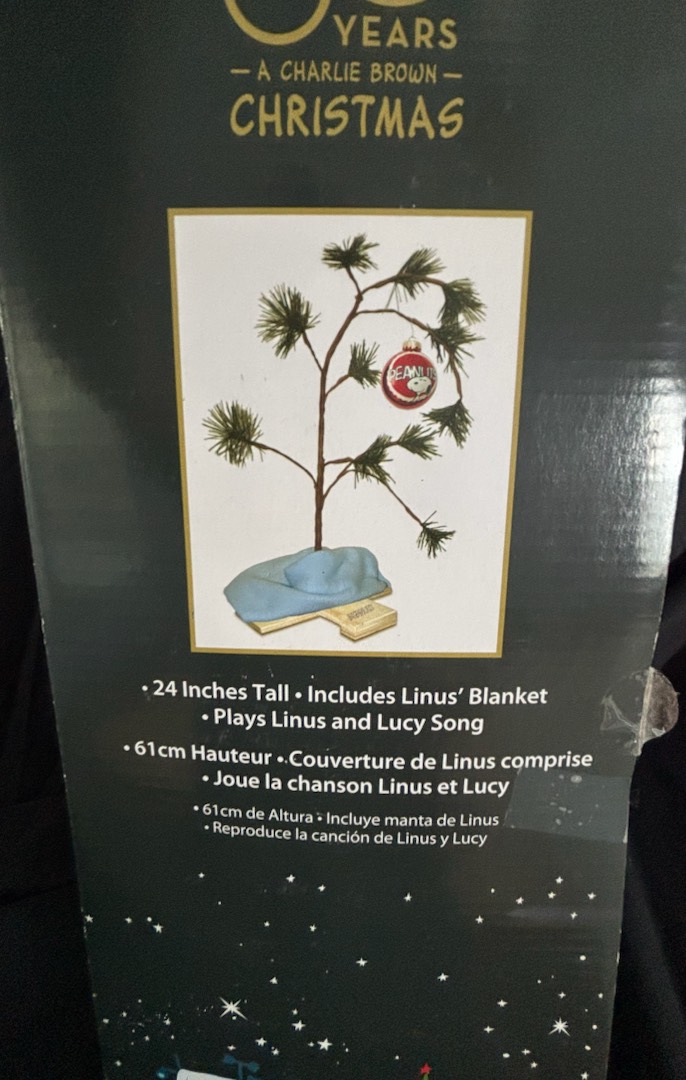 YEARS
— A CHARLIE BROWN —
CHRISTMAS
PEANUTS
• 24 Inches Tall • Includes Linus' Blanket
• Plays Linus and Lucy Song
• 61cm Hauteur • Couverture de Linus comprise
• Joue la chanson Linus et Lucy
• 61cm de Altura • Incluye manta de Linus
• Reproduce la canción de Linus y Lucy